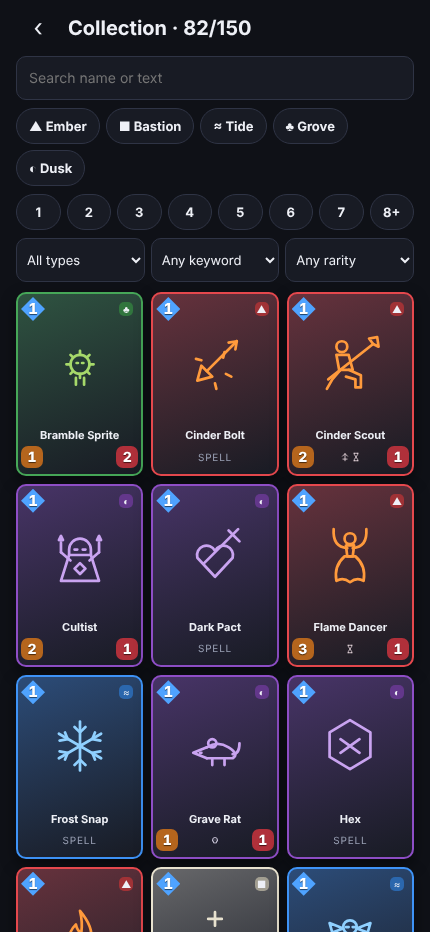 ‹ Collection · 82/150
Search name or text
▲ Ember ■ Bastion ≈ Tide ♣ Grove
◖ Dusk
1 2 3 4 5 6 7 8+
All types Any keyword Any rarity
1 1 1
Bramble Sprite Cinder Bolt Cinder Scout
1 2 SPELL 2 1
1 1 1
Cultist Dark Pact Flame Dancer
2 1 SPELL 3 1
1 1 1
Frost Snap Grave Rat Hex
SPELL 1 1 SPELL
1 1 1